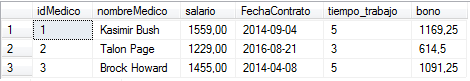 idMedico nombreMedico salario FechaContrato tiempo_trabajo bono
1 1 Kasimir Bush 1559,00 2014-09-04 5 1169,25
2 2 Talon Page 1229,00 2016-08-21 3 614,5
3 3 Brock Howard 1455,00 2014-04-08 5 1091,25